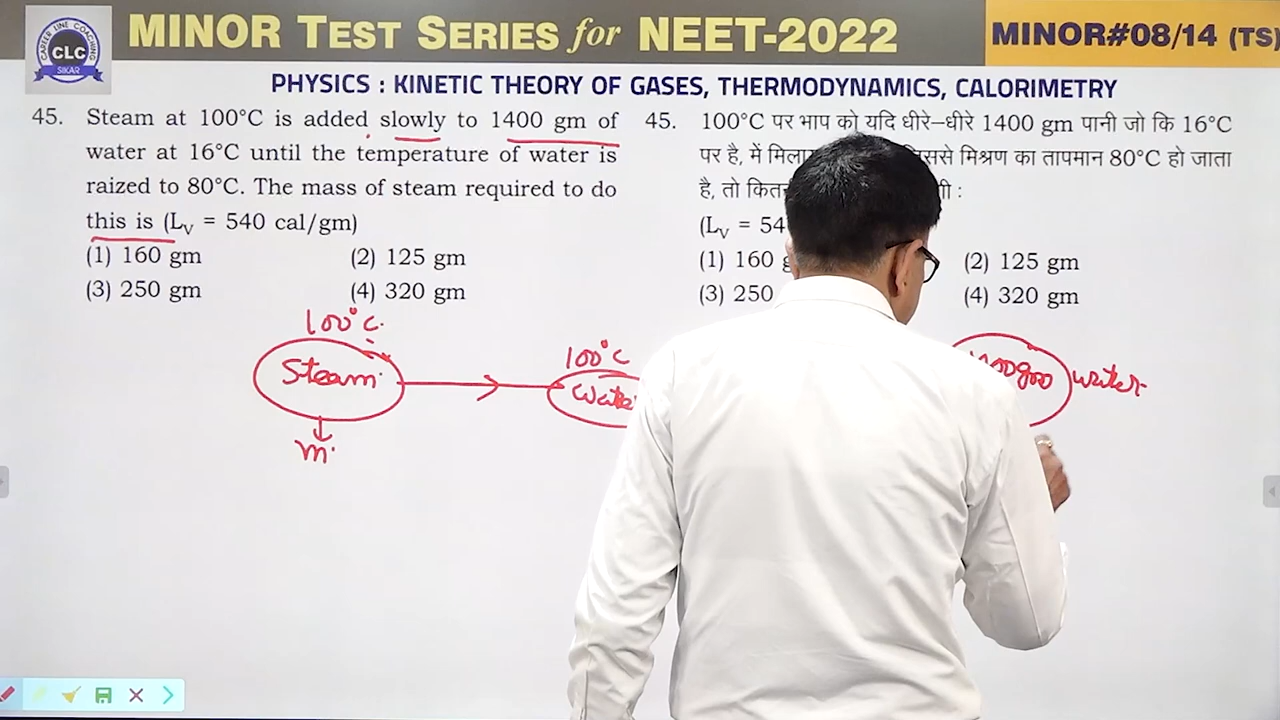 CAREER LINE COACHING
CLC
SIKAR
MINOR TEST SERIES for NEET-2022
MINOR#08/14 (TS)
PHYSICS : KINETIC THEORY OF GASES, THERMODYNAMICS, CALORIMETRY
45. Steam at 100°C is added slowly to 1400 gm of
water at 16°C until the temperature of water is
raized to 80°C. The mass of steam required to do
this is (Lv = 540 cal/gm)
(1) 160 gm (2) 125 gm
(3) 250 gm (4) 320 gm
45. 100°C पर भाप को यदि धीरे–धीरे 1400 gm पानी जो कि 16°C
पर है, में मिश्रण का तापमान 80°C हो जाता
है, तो :
(Lv = 54
(1) 160 (2) 125 gm
(3) 250 (4) 320 gm
100°C
Steam
m
100°C
water